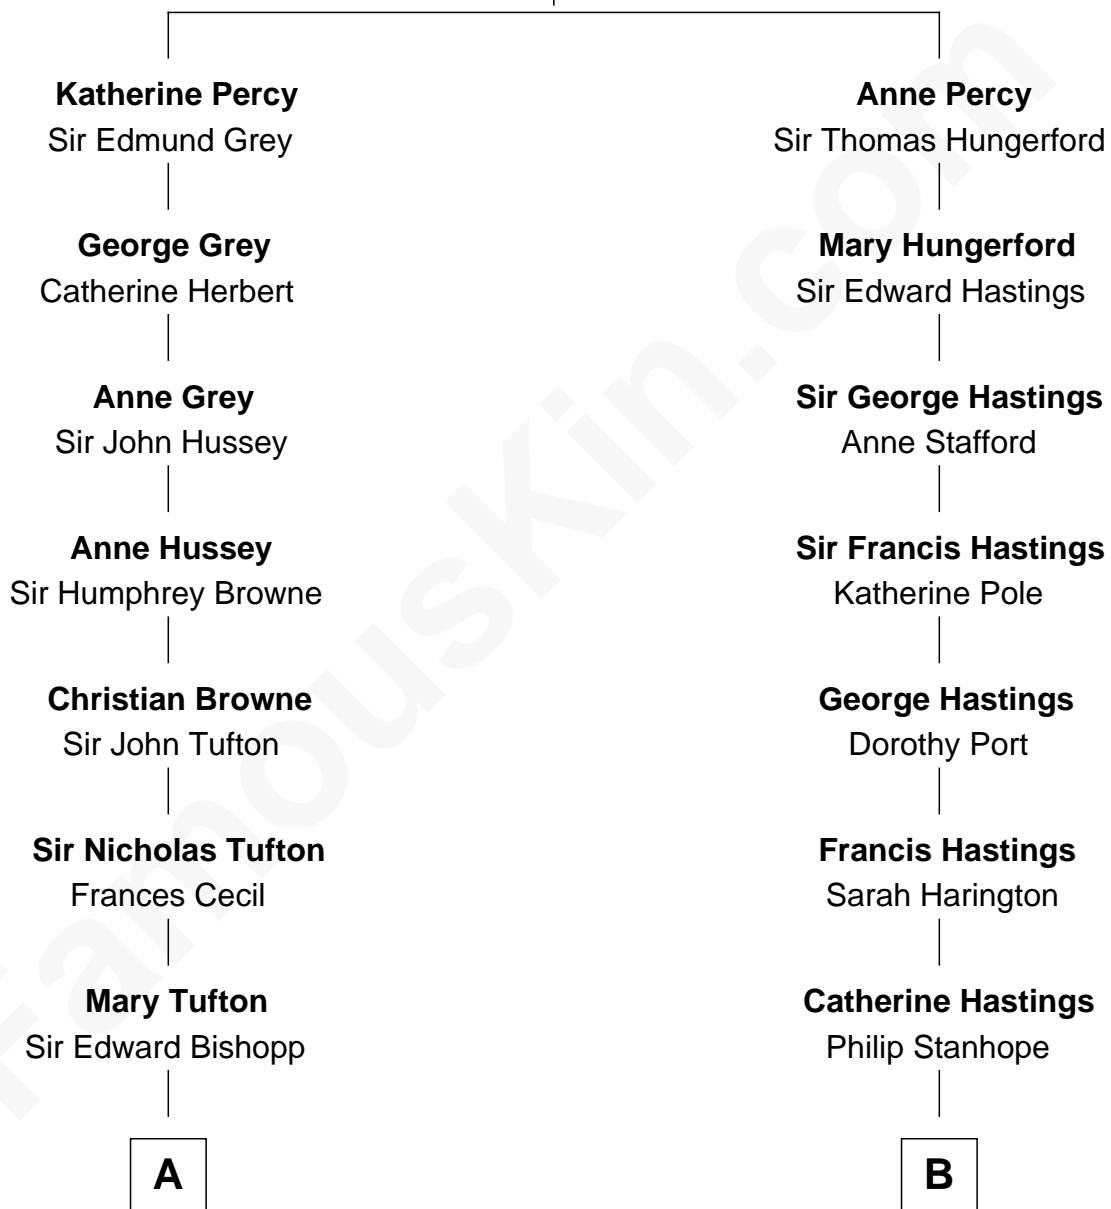 Katherine Percy
Sir Edmund Grey
George Grey
Catherine Herbert
Anne Grey
Sir John Hussey
Anne Hussey
Sir Humphrey Browne
Christian Browne
Sir John Tufton
Sir Nicholas Tufton
Frances Cecil
Mary Tufton
Sir Edward Bishopp
A
Anne Percy
Sir Thomas Hungerford
Mary Hungerford
Sir Edward Hastings
Sir George Hastings
Anne Stafford
Sir Francis Hastings
Katherine Pole
George Hastings
Dorothy Port
Francis Hastings
Sarah Harington
Catherine Hastings
Philip Stanhope
B
FamousKin.com